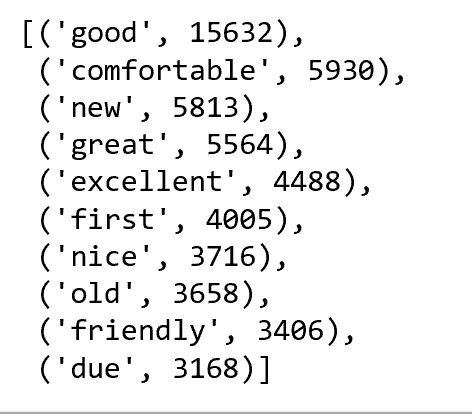 [('good', 15632),
('comfortable', 5930),
('new', 5813),
('great', 5564),
('excellent', 4488),
('first', 4005),
('nice', 3716),
('old', 3658),
('friendly', 3406),
('due', 3168)]